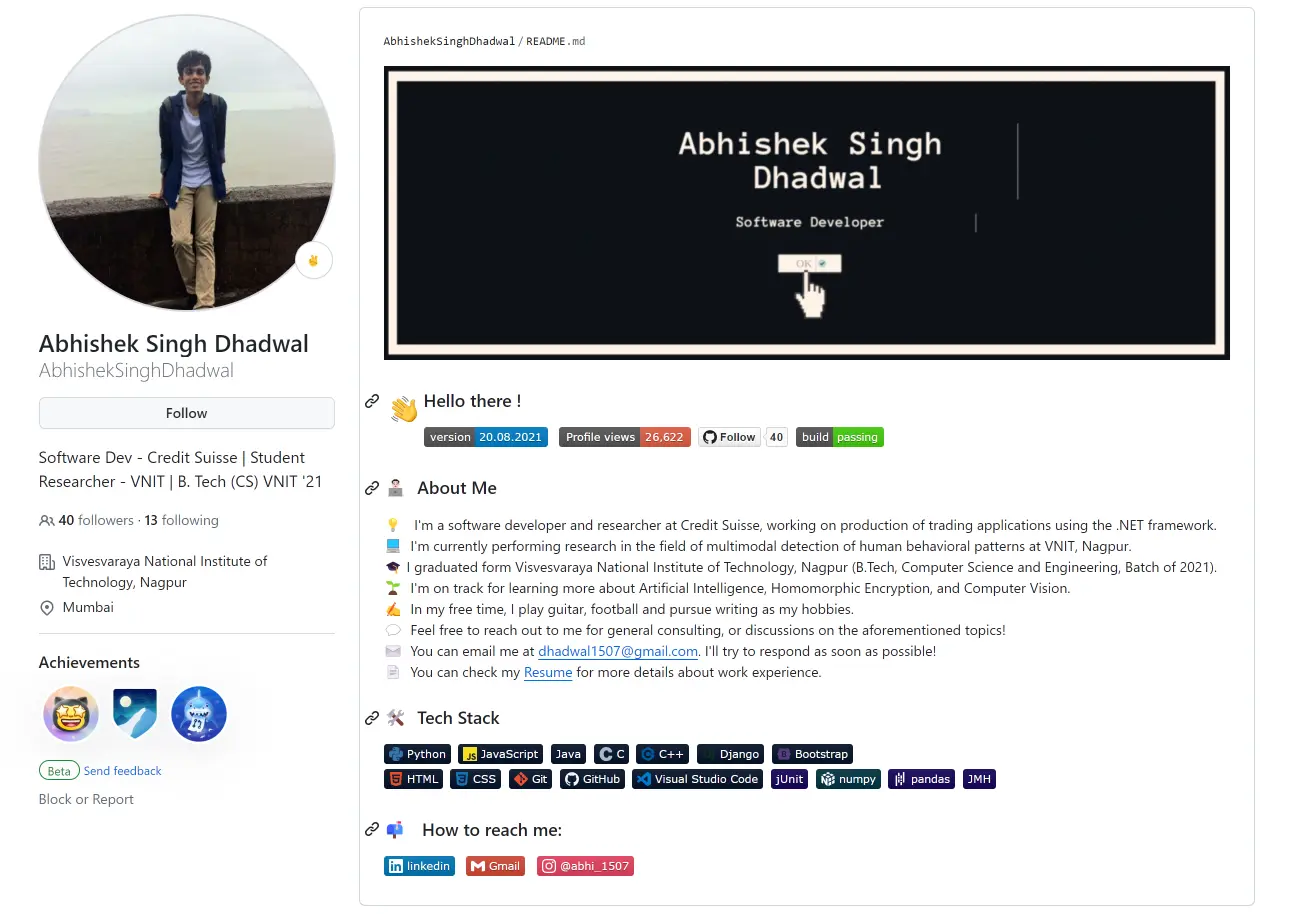 Abhishek Singh Dhadwal
AbhishekSinghDhadwal
Follow
Software Dev - Credit Suisse | Student
Researcher - VNIT | B. Tech (CS) VNIT '21
40 followers · 13 following
Visvesvaraya National Institute of
Technology, Nagpur
Mumbai
Achievements
Beta Send feedback
Block or Report
AbhishekSinghDhadwal / README.md
Abhishek Singh
Dhadwal
Software Developer
OK
Hello there !
version 20.08.2021 Profile views 26,622 Follow 40 build passing
About Me
I'm a software developer and researcher at Credit Suisse, working on production of trading applications using the .NET framework.
I'm currently performing research in the field of multimodal detection of human behavioral patterns at VNIT, Nagpur.
I graduated form Visvesvaraya National Institute of Technology, Nagpur (B.Tech, Computer Science and Engineering, Batch of 2021).
I'm on track for learning more about Artificial Intelligence, Homomorphic Encryption, and Computer Vision.
In my free time, I play guitar, football and pursue writing as my hobbies.
Feel free to reach out to me for general consulting, or discussions on the aforementioned topics!
You can email me at dhadwal1507@gmail.com. I'll try to respond as soon as possible!
You can check my Resume for more details about work experience.
Tech Stack
Python JS JavaScript Java C C C++ Django B Bootstrap
HTML CSS Git GitHub Visual Studio Code jUnit numpy pandas JMH
How to reach me:
in linkedin Gmail @abhi_1507